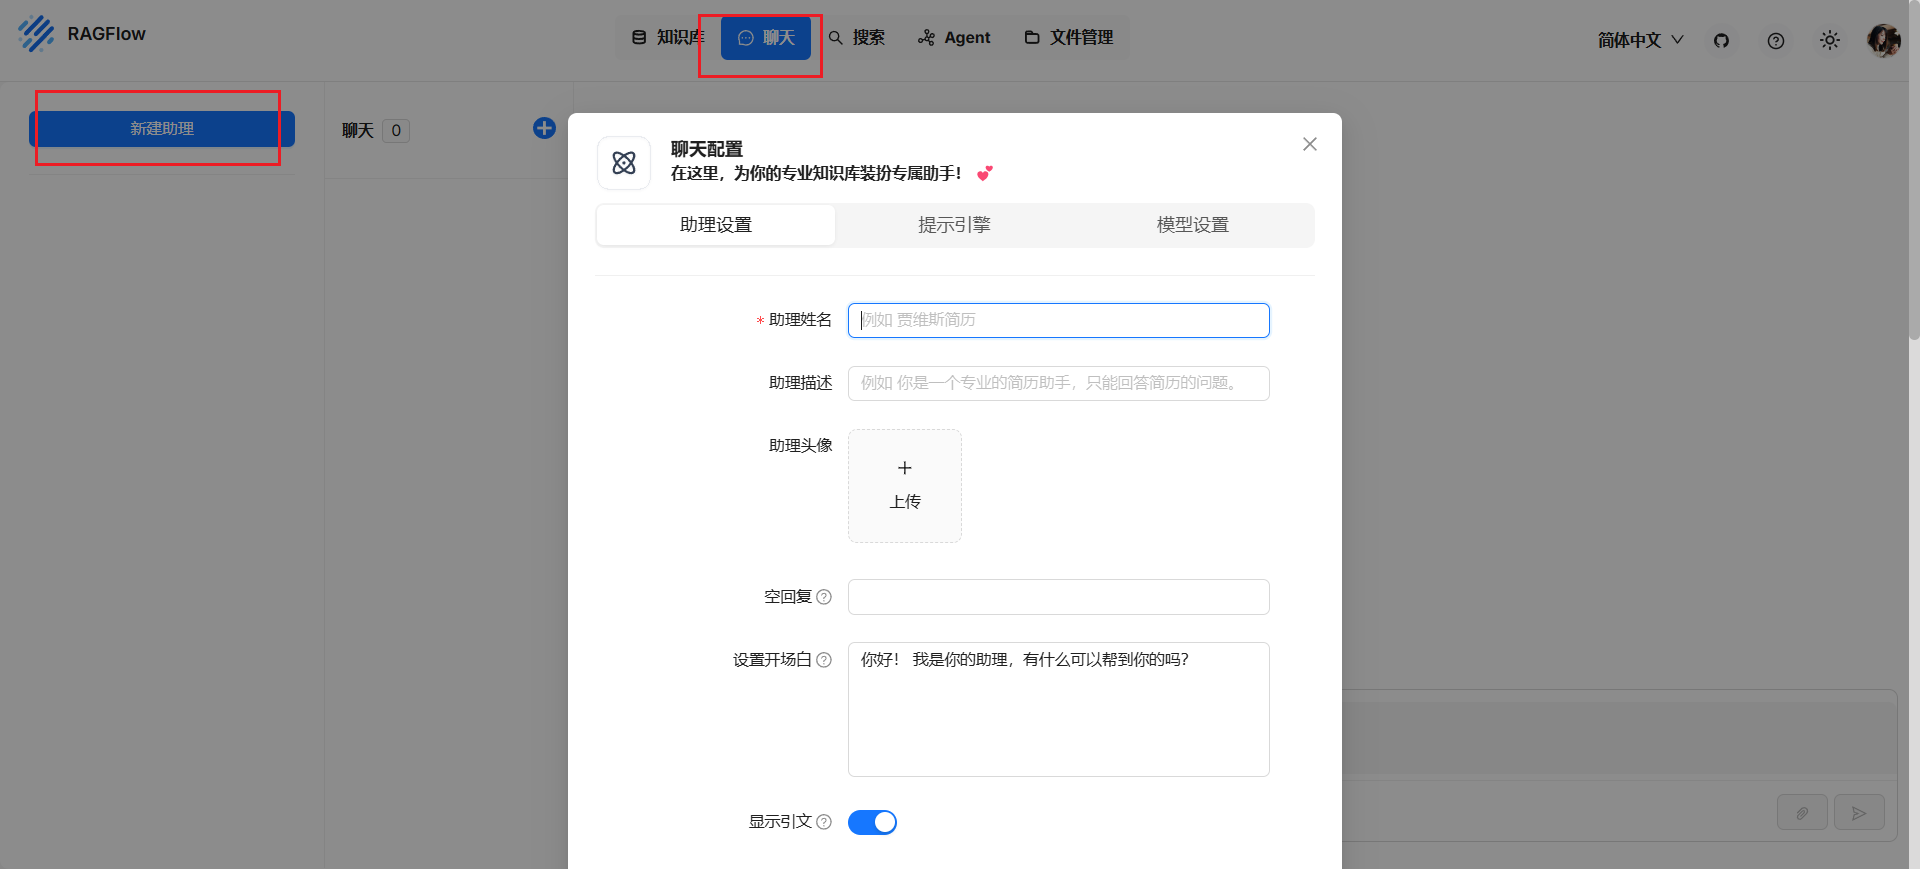 RAGFlow
知识库
聊天
搜索
Agent
文件管理
简体中文
新建助理
聊天 0
聊天配置
在这里，为你的专业知识库装扮专属助手！ 💕
助理设置
提示引擎
模型设置
* 助理姓名
例如 贾维斯简历
助理描述
例如 你是一个专业的简历助手，只能回答简历的问题。
助理头像
+
上传
空回复
设置开场白
你好！ 我是你的助理，有什么可以帮到你的吗？
显示引文